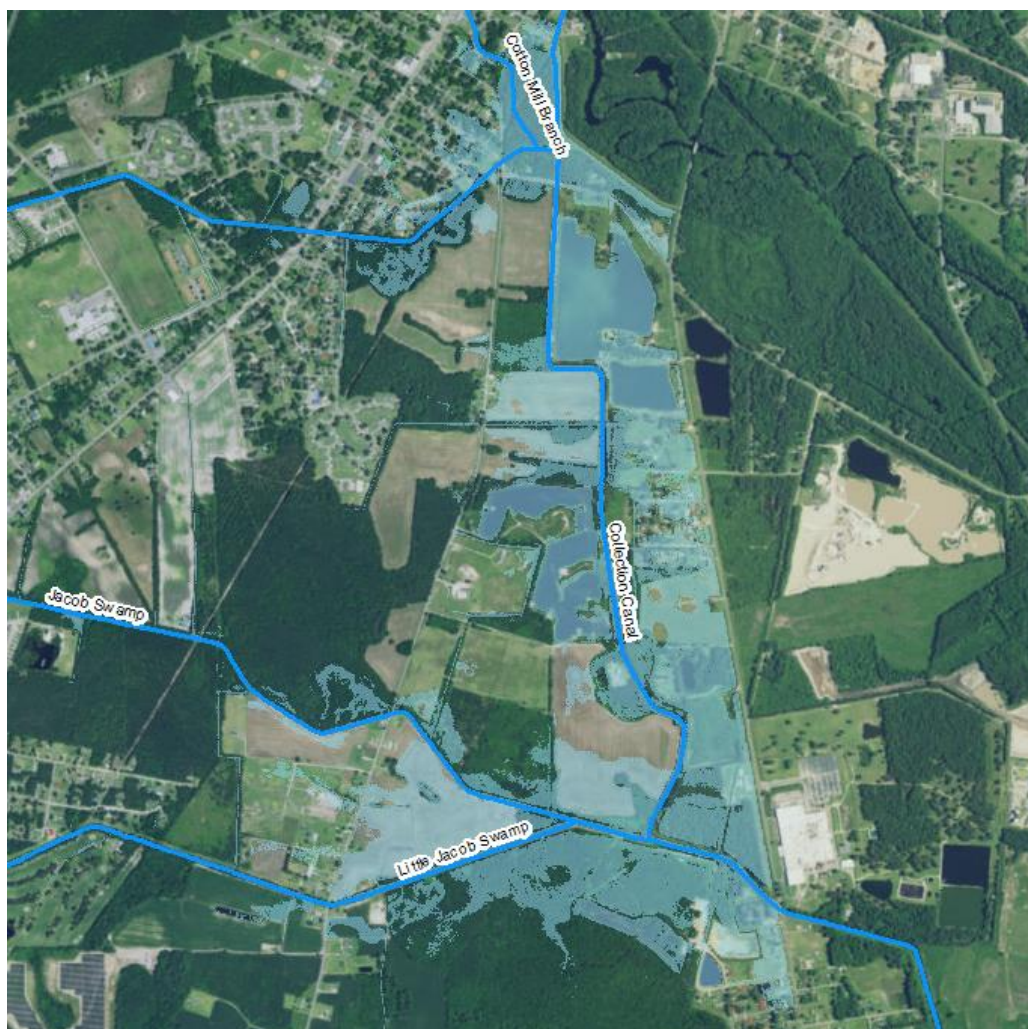 Cotton Mill Branch
Collection Canal
Jacob Swamp
Little Jacob Swamp